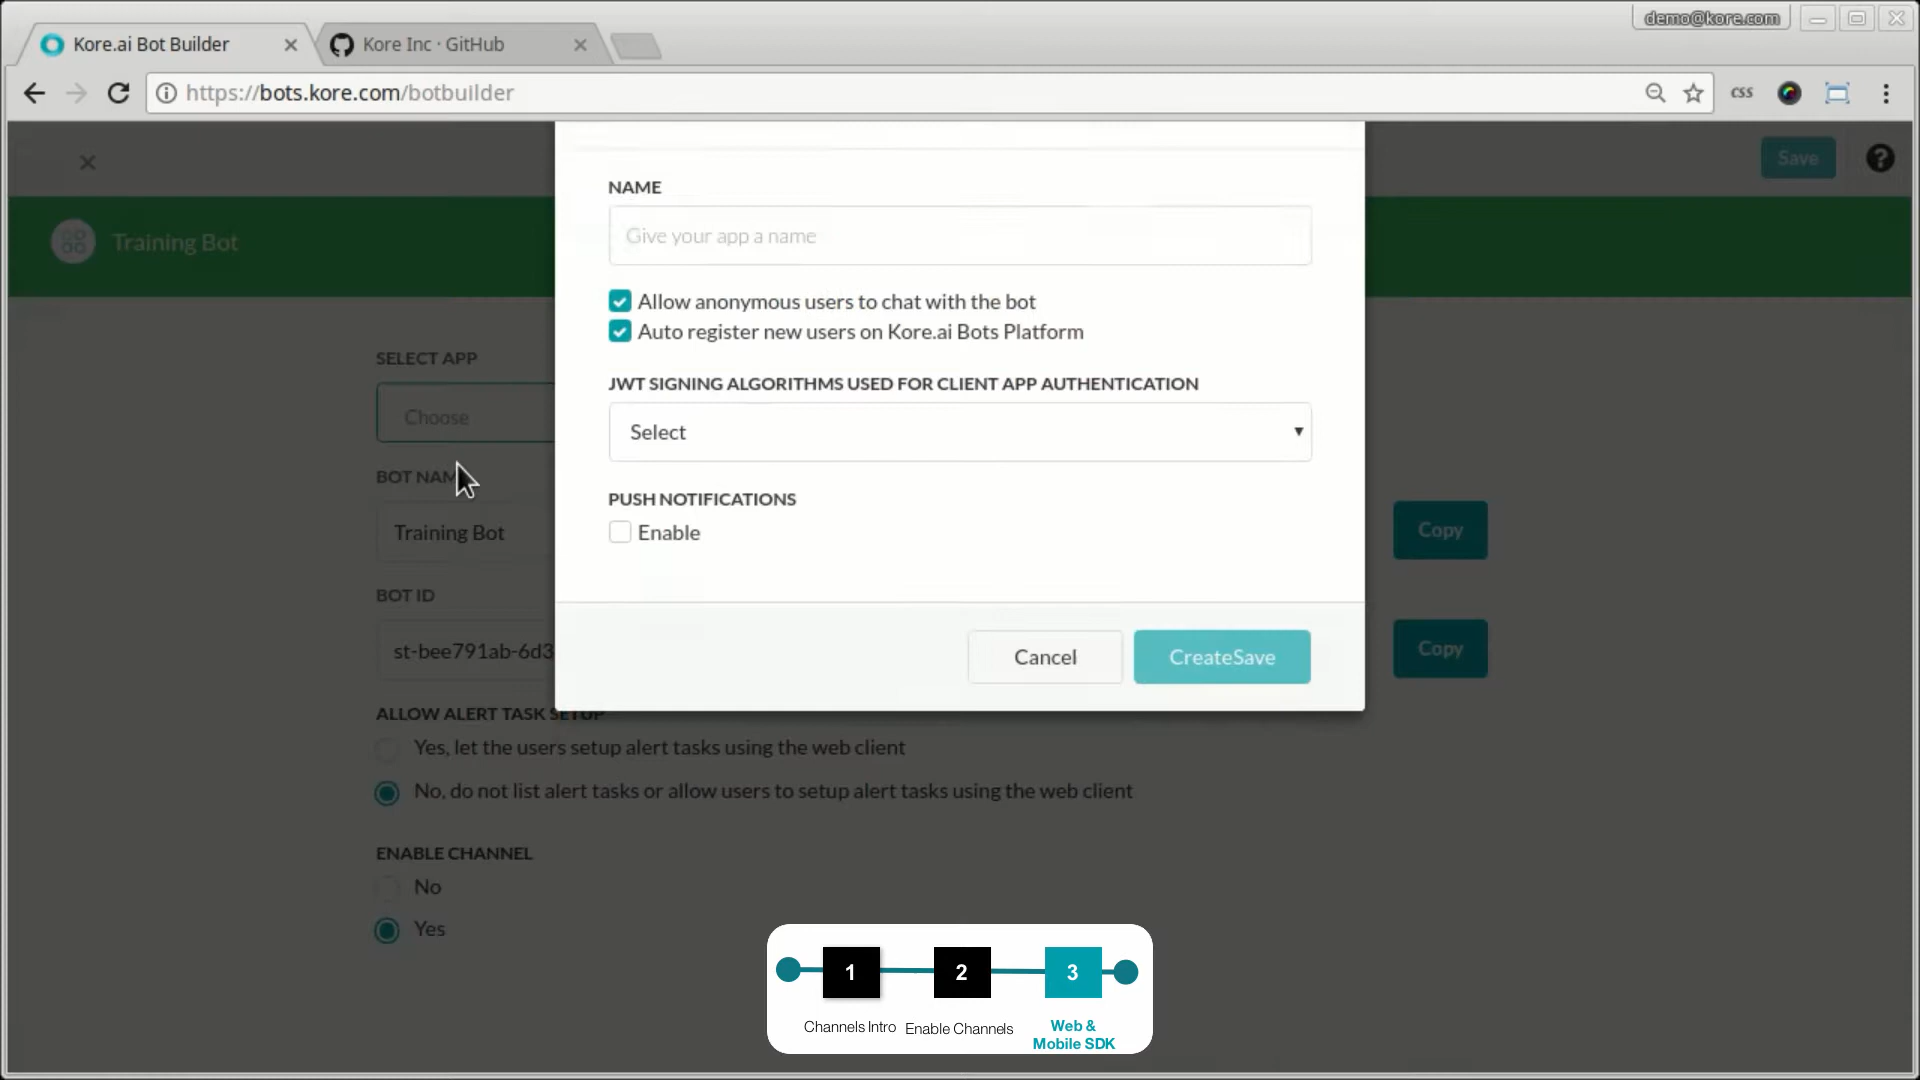 demo@kore.com
Kore.ai Bot Builder
Kore Inc · GitHub
https://bots.kore.com/botbuilder
css
Save
?
Training Bot
NAME
Give your app a name
Allow anonymous users to chat with the bot
Auto register new users on Kore.ai Bots Platform
SELECT APP
Choose
JWT SIGNING ALGORITHMS USED FOR CLIENT APP AUTHENTICATION
Select
BOT NAM
Training Bot
Copy
PUSH NOTIFICATIONS
Enable
BOT ID
st-bee791ab-6d3
Copy
Cancel
CreateSave
ALLOW ALERT TASK SETUP
Yes, let the users setup alert tasks using the web client
No, do not list alert tasks or allow users to setup alert tasks using the web client
ENABLE CHANNEL
No
Yes
1
2
3
Channels Intro
Enable Channels
Web &
Mobile SDK